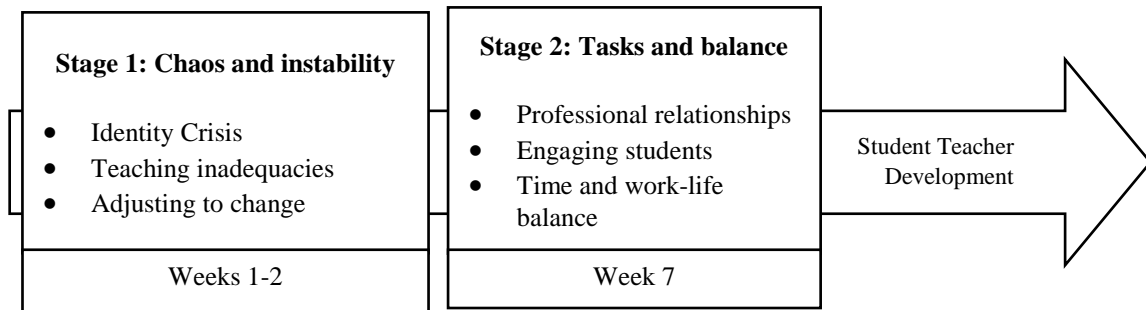 Stage 1: Chaos and instability
• Identity Crisis
• Teaching inadequacies
• Adjusting to change
Weeks 1-2
Stage 2: Tasks and balance
• Professional relationships
• Engaging students
• Time and work-life
balance
Week 7
Student Teacher
Development